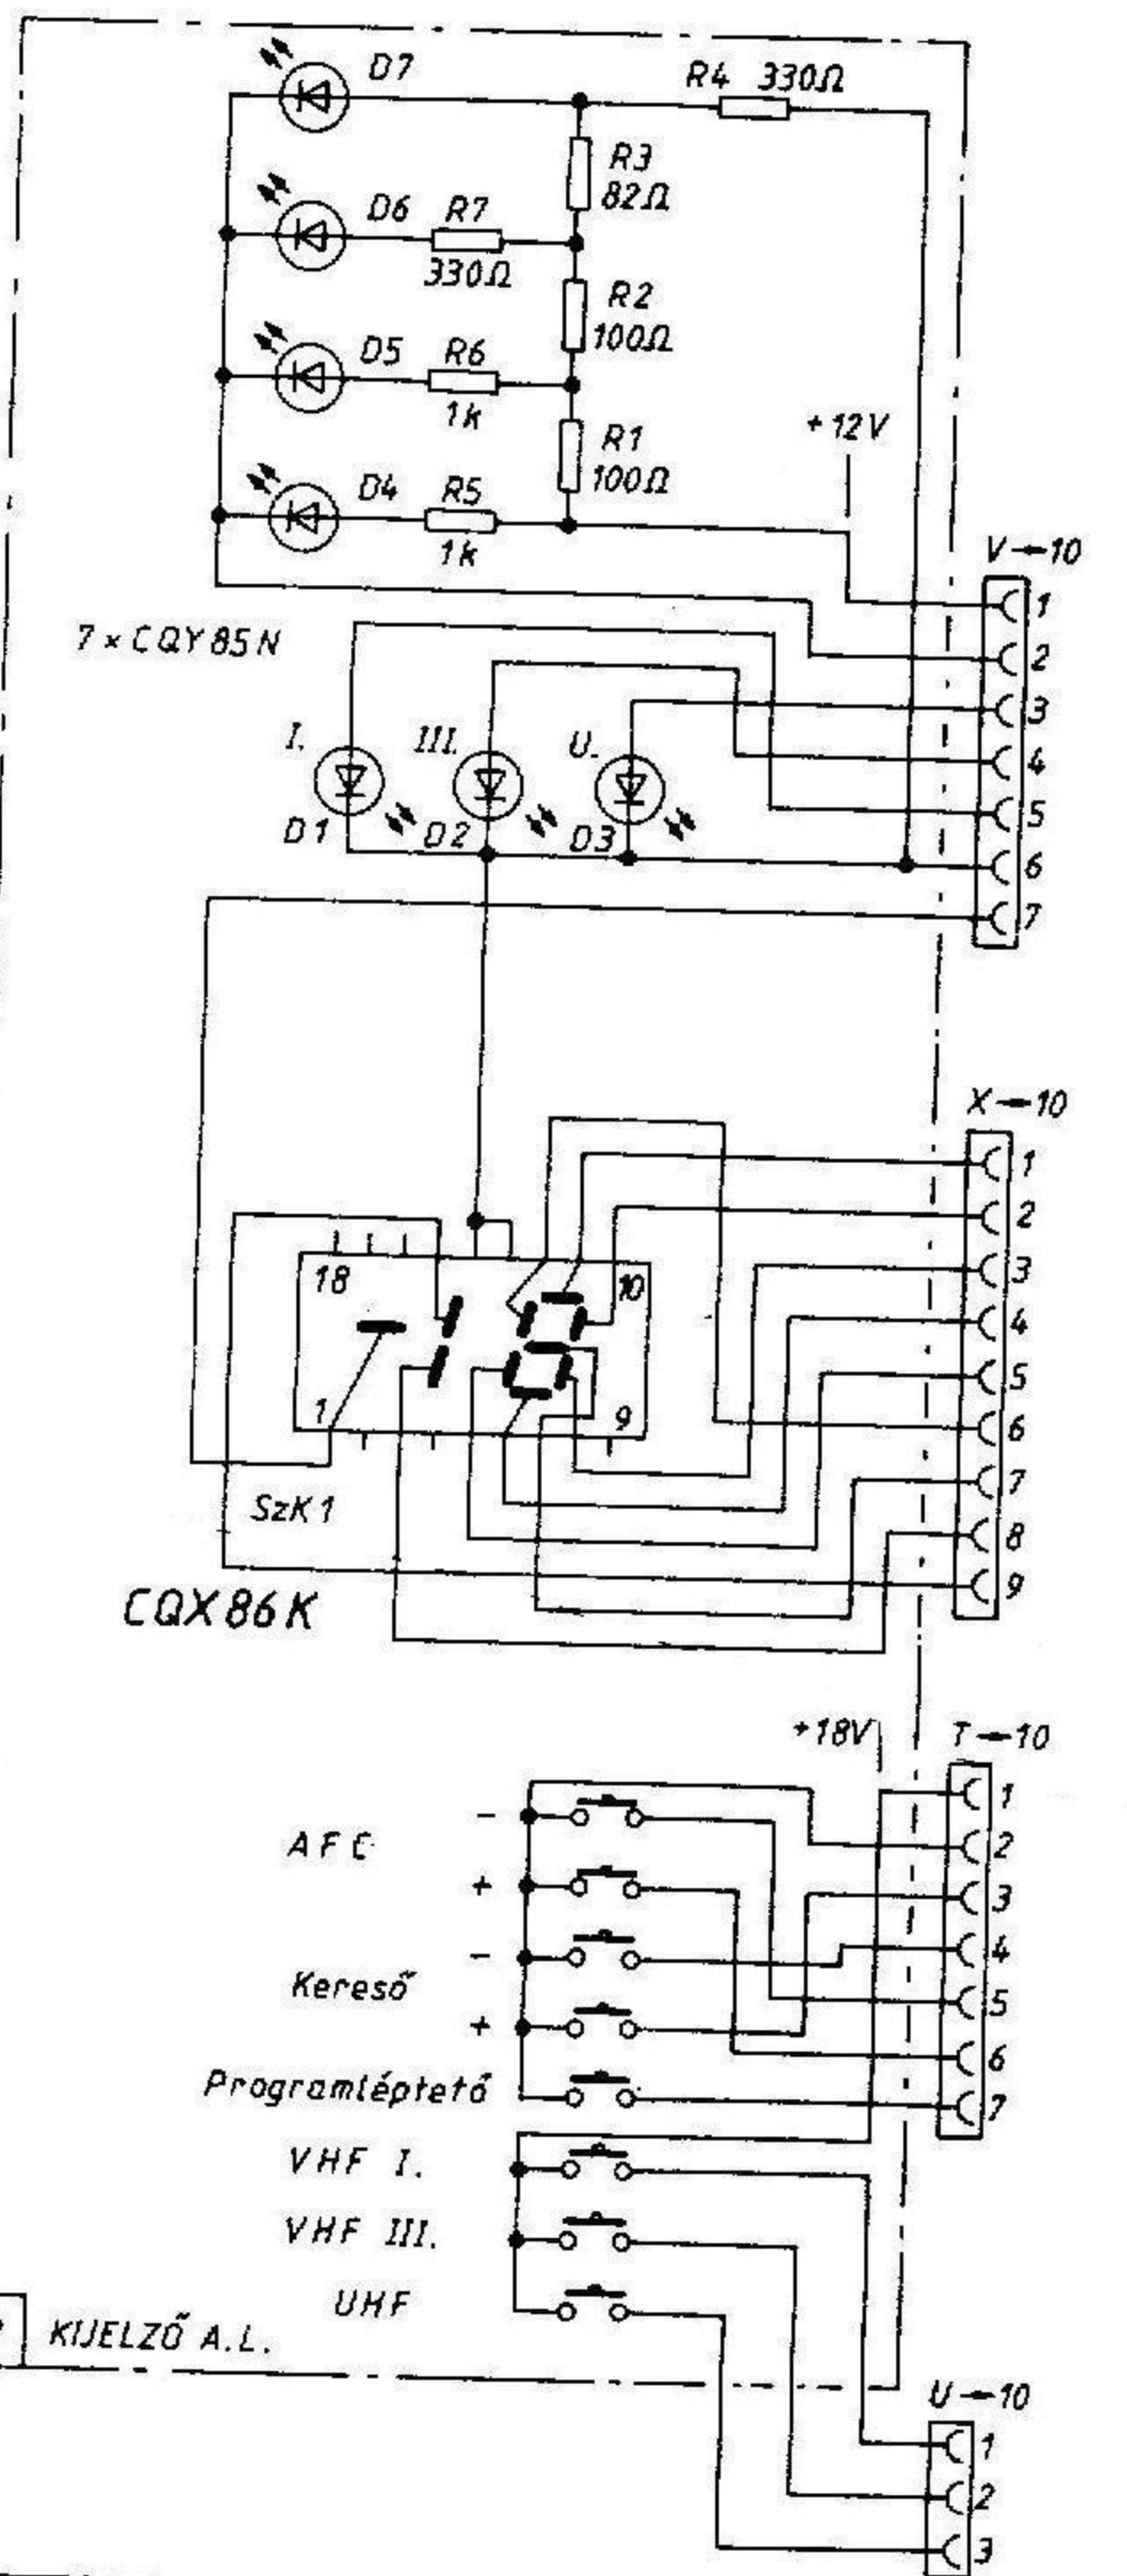 D7
R4 330Ω
R3
82Ω
D6 R7
330Ω
R2
100Ω
D5 R6
1k
R1
100Ω
+12V
D4 R5
1k
V←10
1
2
3
4
5
6
7
7×CQY85N
I.
III.
U.
D1
D2
D3
X←10
1
2
3
4
5
6
7
8
9
18
10
1
9
SzK1
CQX86K
+18V
T←10
1
2
3
4
5
6
7
-
AFC
+
-
Kereső
+
Programléptető
VHF I.
VHF III.
UHF
KIJELZŐ A.L.
U←10
1
2
3